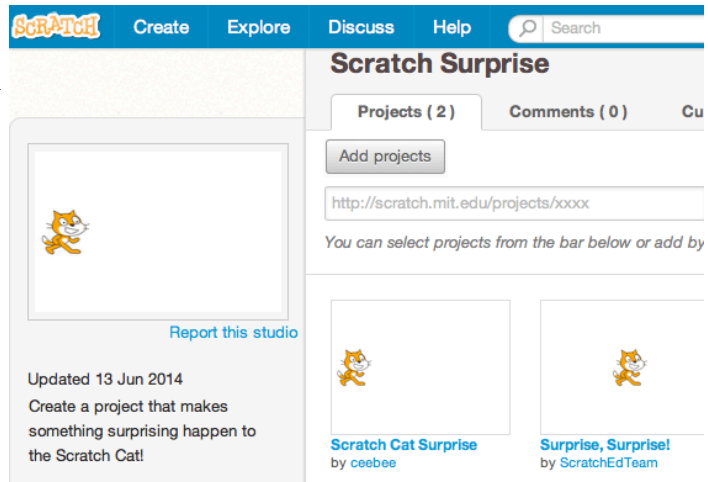 SCRATCH Create Explore Discuss Help Search
Scratch Surprise
Projects ( 2 ) Comments ( 0 ) Cu
Add projects
http://scratch.mit.edu/projects/xxxx
You can select projects from the bar below or add by
Report this studio
Updated 13 Jun 2014
Create a project that makes
something surprising happen to
the Scratch Cat!
Scratch Cat Surprise
by ceebee
Surprise, Surprise!
by ScratchEdTeam